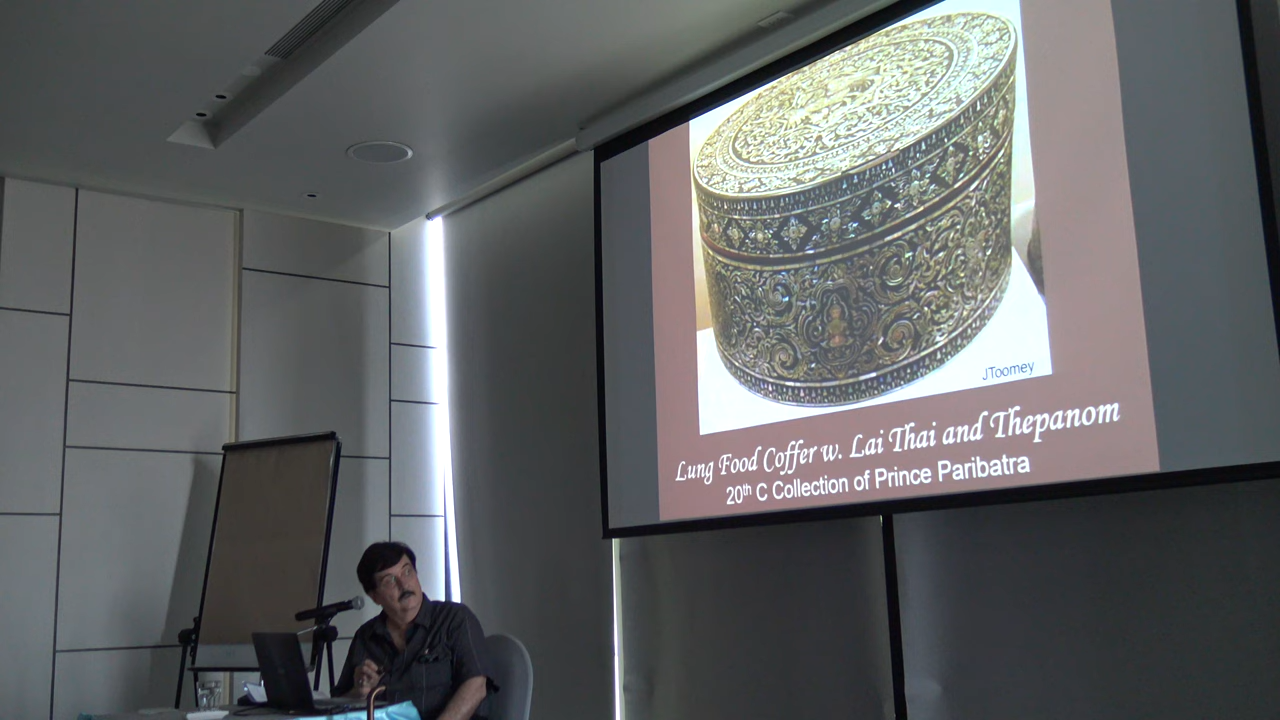 JToomey
Lung Food Coffer w. Lai Thai and Thepanom
20th C Collection of Prince Paribatra